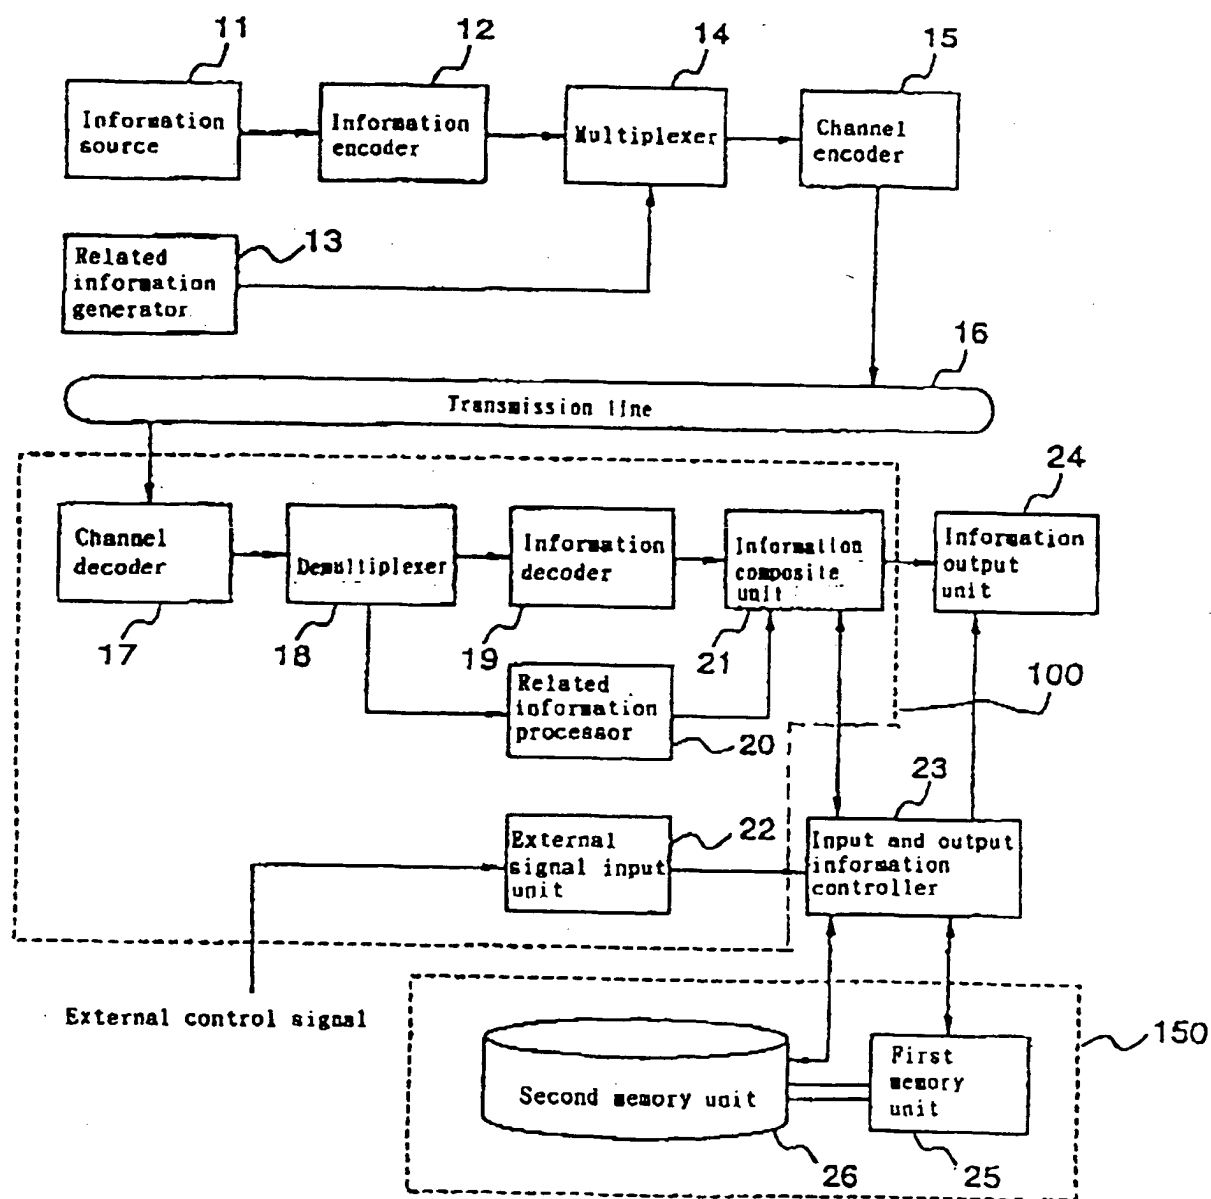 11
12
14
15
Information
source
Information
encoder
Multiplexer
Channel
encoder
13
Related
information
generator
16
Transmission line
24
Channel
decoder
Demultiplexer
Information
decoder
Information
composite
unit
Information
output
unit
17
18
19
21
100
Related
information
processor
20
23
22
External
signal input
unit
Input and output
information
controller
External control signal
150
Second memory unit
First
memory
unit
26
25